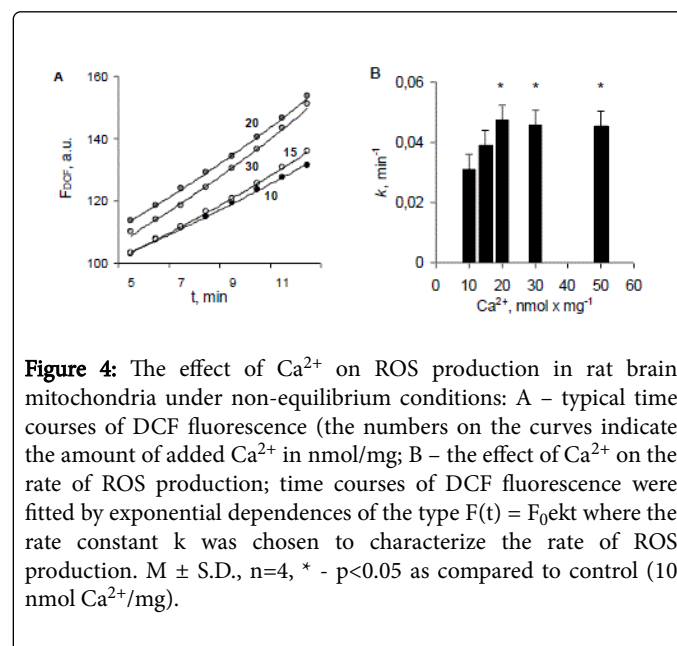 A
160
140
120
100
F_DCF, a.u.
20
30
15
10
5
7
9
11
t, min
B
0,06
0,04
0,02
0
k, min⁻¹
*
*
*
0 10 20 30 40 50 60
Ca²⁺, nmol x mg⁻¹
Figure 4: The effect of Ca²⁺ on ROS production in rat brain
mitochondria under non-equilibrium conditions: A – typical time
courses of DCF fluorescence (the numbers on the curves indicate
the amount of added Ca²⁺ in nmol/mg; B – the effect of Ca²⁺ on the
rate of ROS production; time courses of DCF fluorescence were
fitted by exponential dependences of the type F(t) = F₀ekt where the
rate constant k was chosen to characterize the rate of ROS
production. M ± S.D., n=4, * - p<0.05 as compared to control (10
nmol Ca²⁺/mg).